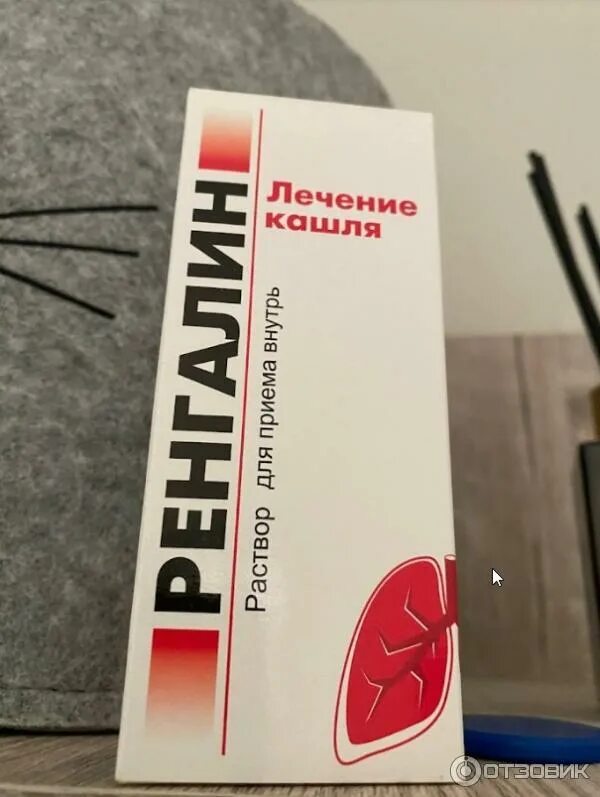 РЕНГАЛИН
Лечение
кашля
Раствор для приема внутрь
ОТЗОВИК